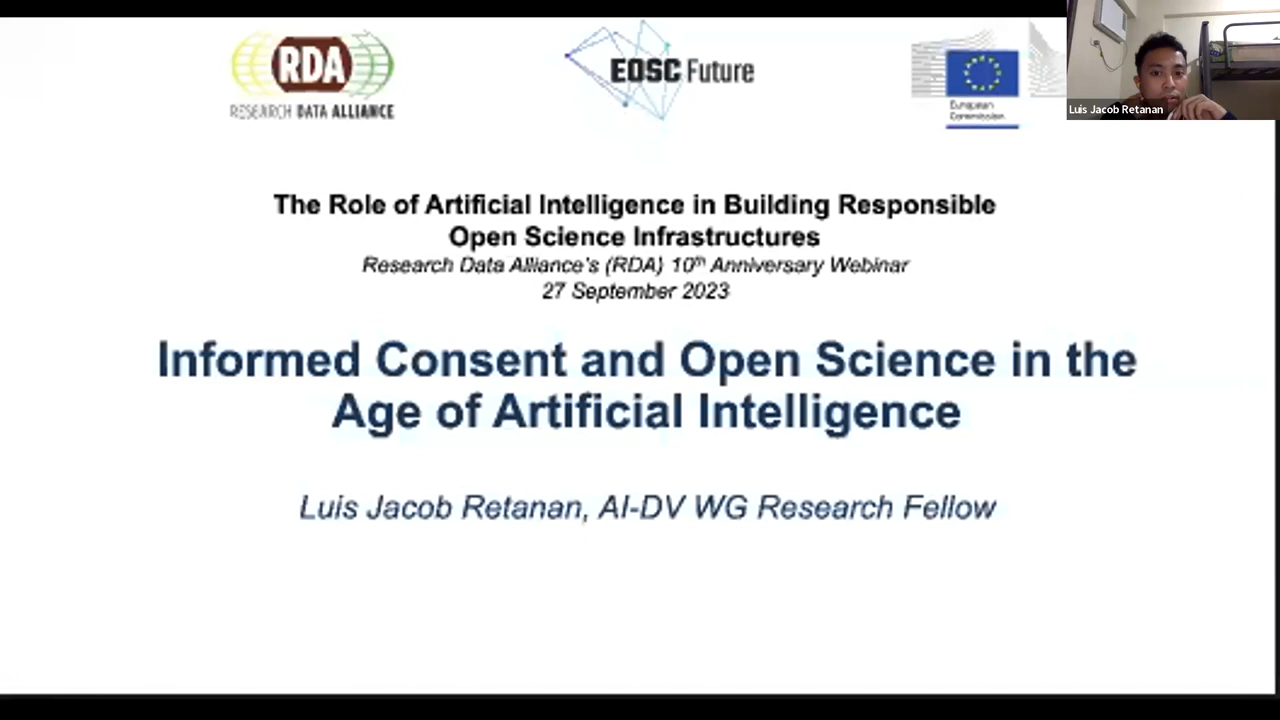 RDA
RESEARCH DATA ALLIANCE
EOSC Future
European
Commission
Luis Jacob Retanan
The Role of Artificial Intelligence in Building Responsible
Open Science Infrastructures
Research Data Alliance's (RDA) 10th Anniversary Webinar
27 September 2023
Informed Consent and Open Science in the
Age of Artificial Intelligence
Luis Jacob Retanan, AI-DV WG Research Fellow